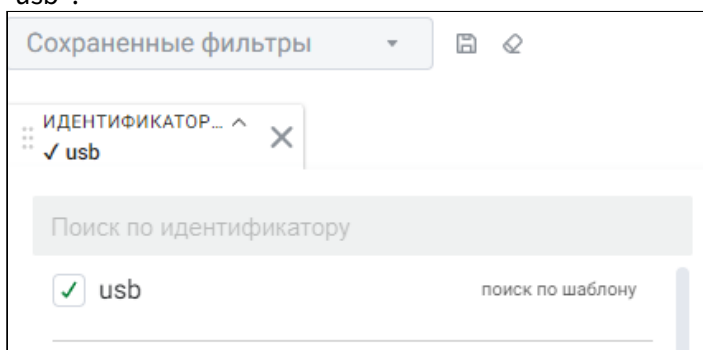 usb".
Сохраненные фильтры
ИДЕНТИФИКАТОР...
✓ usb
Поиск по идентификатору
usb
поиск по шаблону